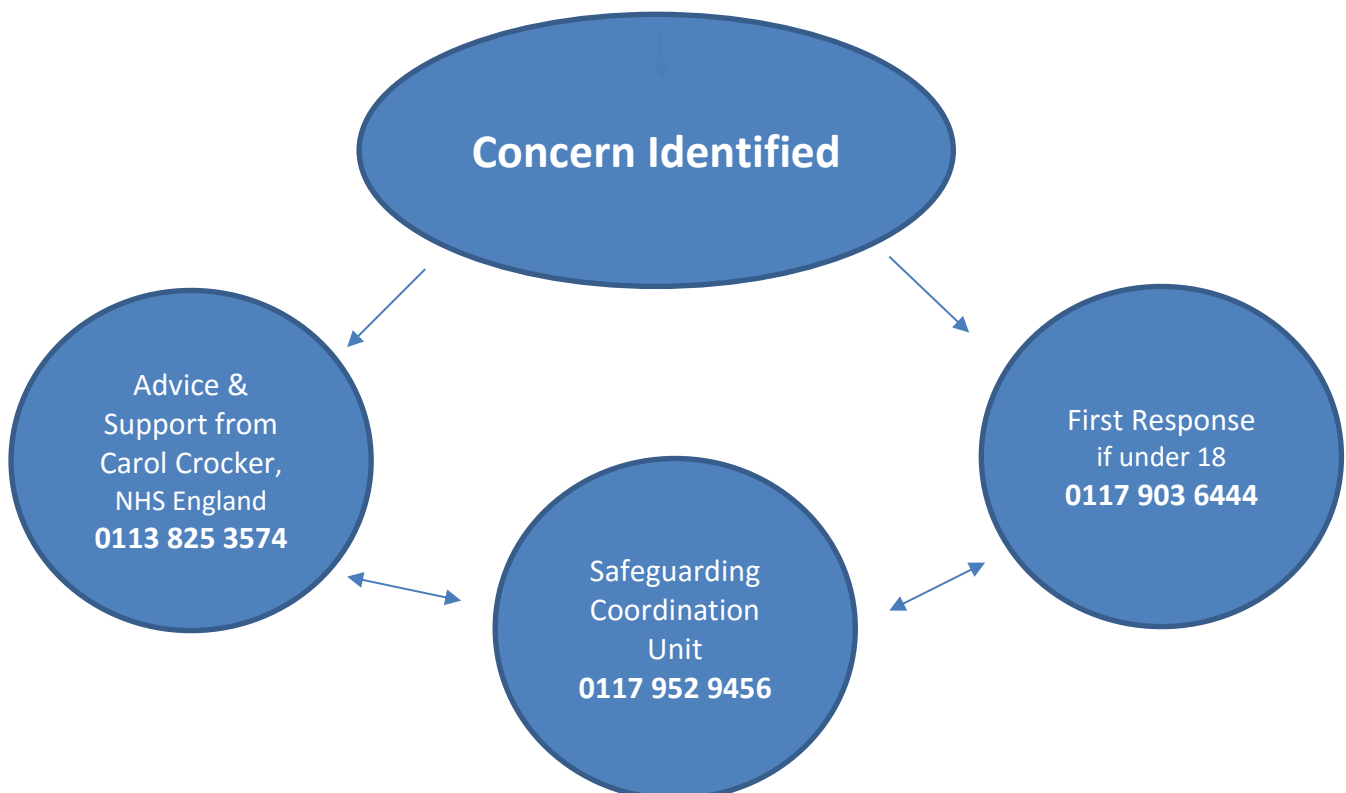 Concern Identified
Advice &
Support from
Carol Crocker,
NHS England
0113 825 3574
First Response
if under 18
0117 903 6444
Safeguarding
Coordination
Unit
0117 952 9456